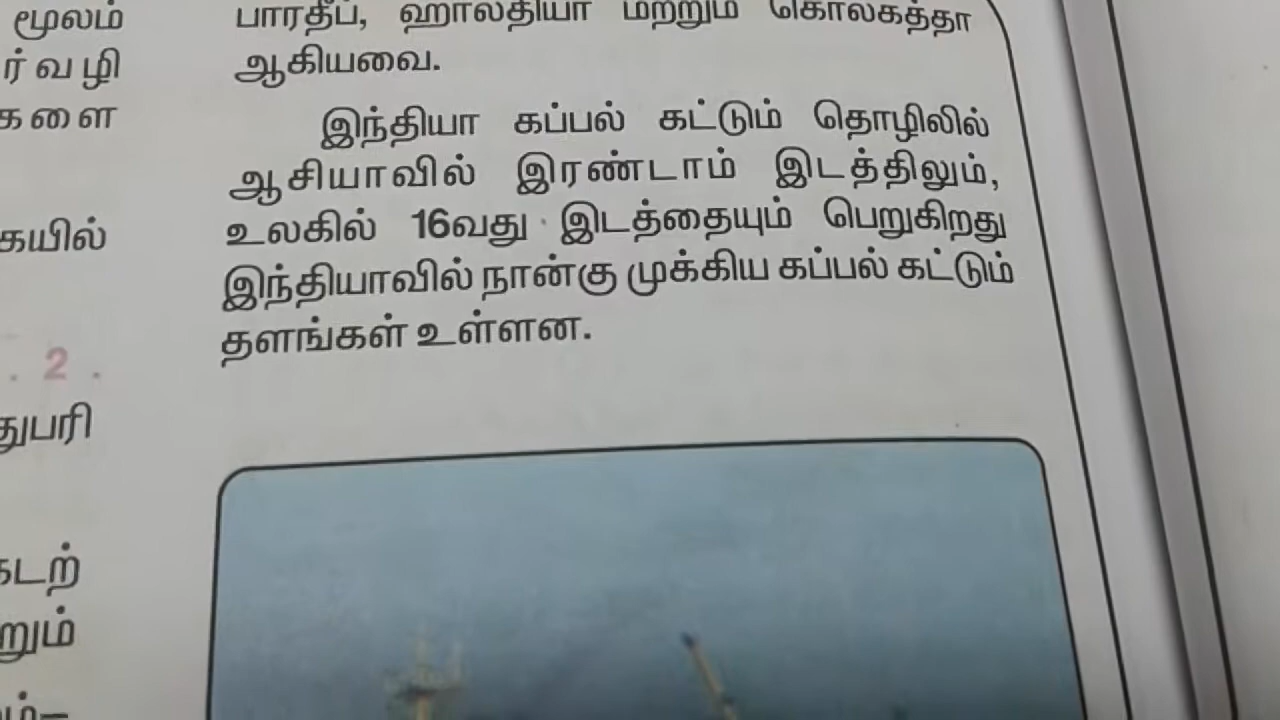 மூலம்
ர்வழி
களை
கயில்
. 2 .
துபரி
கடற்
றும்
பாரதீப், ஹால்தியா மற்றும் கொல்கத்தா
ஆகியவை.
இந்தியா கப்பல் கட்டும் தொழிலில்
ஆசியாவில் இரண்டாம் இடத்திலும்,
உலகில் 16வது இடத்தையும் பெறுகிறது
இந்தியாவில் நான்கு முக்கிய கப்பல் கட்டும்
தளங்கள் உள்ளன.